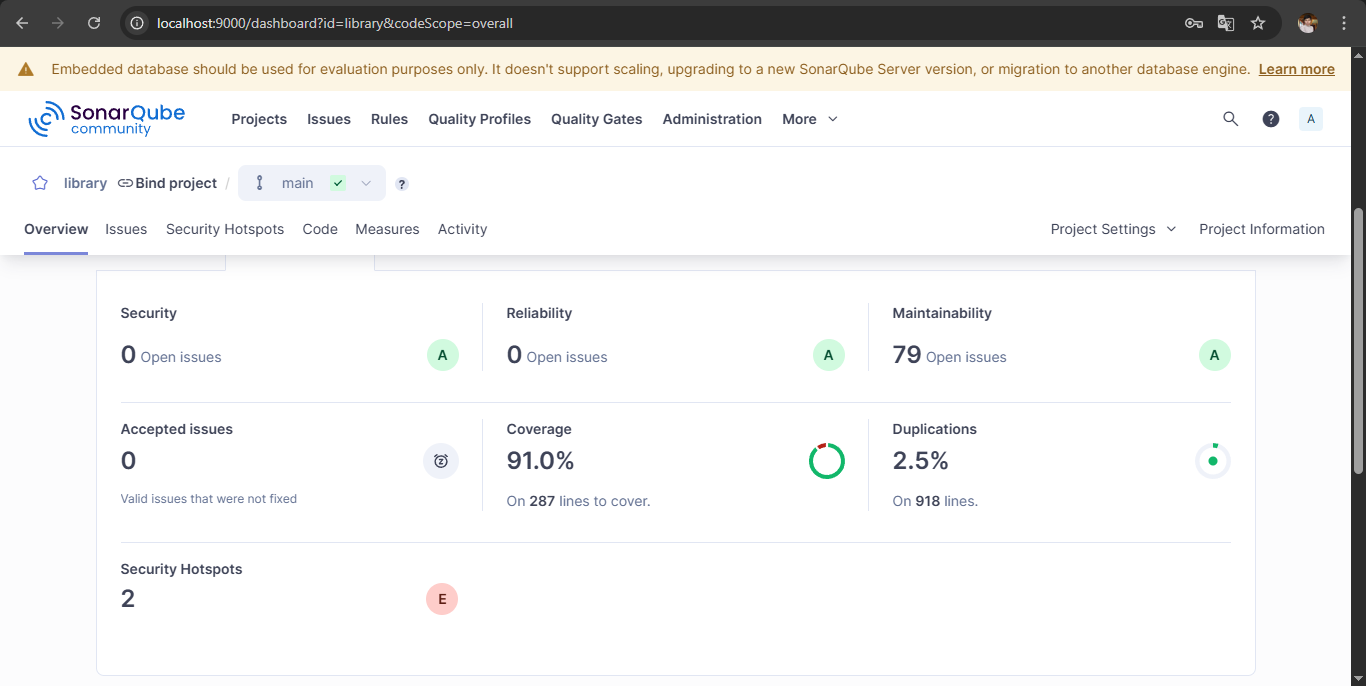 localhost:9000/dashboard?id=library&codeScope=overall
Embedded database should be used for evaluation purposes only. It doesn't support scaling, upgrading to a new SonarQube Server version, or migration to another database engine. Learn more
SonarQube
community
Projects Issues Rules Quality Profiles Quality Gates Administration More ? A
library Bind project / main ?
Overview Issues Security Hotspots Code Measures Activity Project Settings Project Information
Security Reliability Maintainability
0 Open issues A 0 Open issues A 79 Open issues A
Accepted issues Coverage Duplications
0 91.0% 2.5%
Valid issues that were not fixed On 287 lines to cover. On 918 lines.
Security Hotspots
2 E